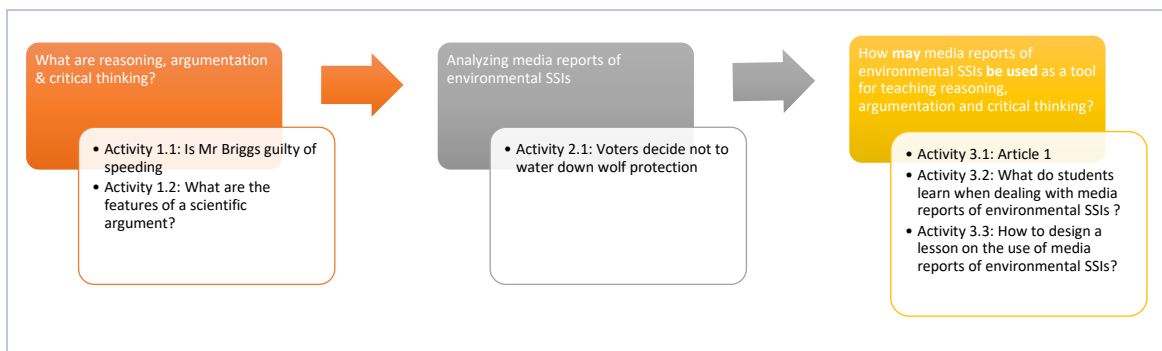 What are reasoning, argumentation
& critical thinking?
• Activity 1.1: Is Mr Briggs guilty of
speeding
• Activity 1.2: What are the
features of a scientific
argument?
Analyzing media reports of
environmental SSIs
• Activity 2.1: Voters decide not to
water down wolf protection
How may media reports of
environmental SSIs be used as a tool
for teaching reasoning,
argumentation and critical thinking?
• Activity 3.1: Article 1
• Activity 3.2: What do students
learn when dealing with media
reports of environmental SSIs ?
• Activity 3.3: How to design a
lesson on the use of media
reports of environmental SSIs?